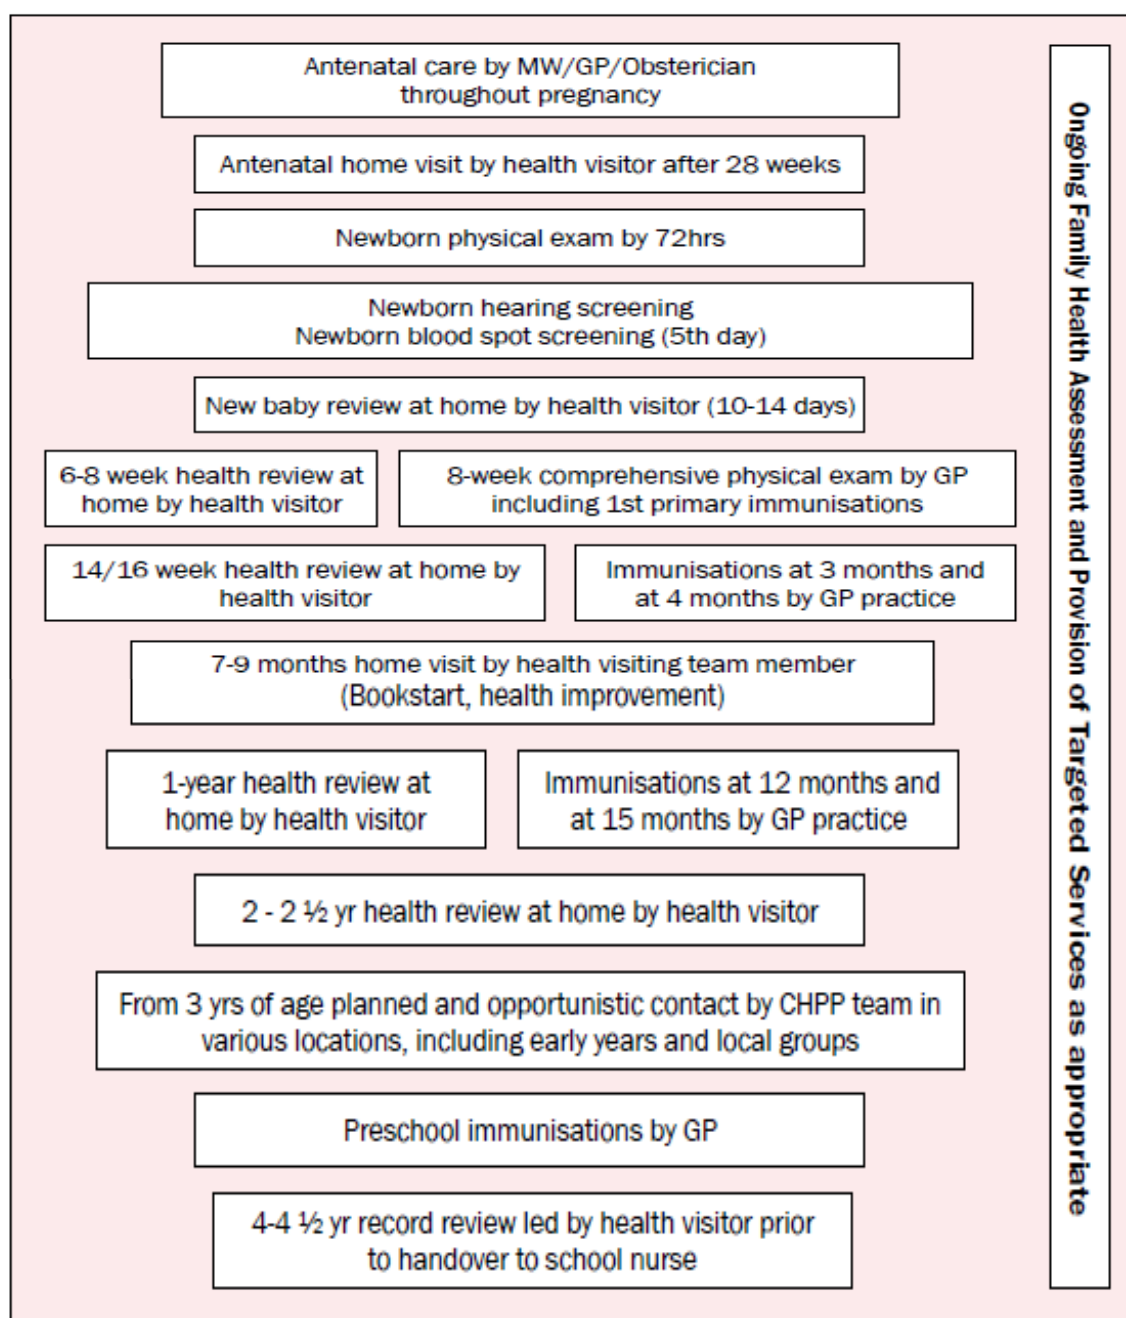 Antenatal care by MW/GP/Obsterician
throughout pregnancy
Antenatal home visit by health visitor after 28 weeks
Newborn physical exam by 72hrs
Newborn hearing screening
Newborn blood spot screening (5th day)
New baby review at home by health visitor (10-14 days)
6-8 week health review at
home by health visitor
8-week comprehensive physical exam by GP
including 1st primary immunisations
14/16 week health review at home by
health visitor
Immunisations at 3 months and
at 4 months by GP practice
7-9 months home visit by health visiting team member
(Bookstart, health improvement)
1-year health review at
home by health visitor
Immunisations at 12 months and
at 15 months by GP practice
2 - 2 ½ yr health review at home by health visitor
From 3 yrs of age planned and opportunistic contact by CHPP team in
various locations, including early years and local groups
Preschool immunisations by GP
4-4 ½ yr record review led by health visitor prior
to handover to school nurse
Ongoing Family Health Assessment and Provision of Targeted Services as appropriate